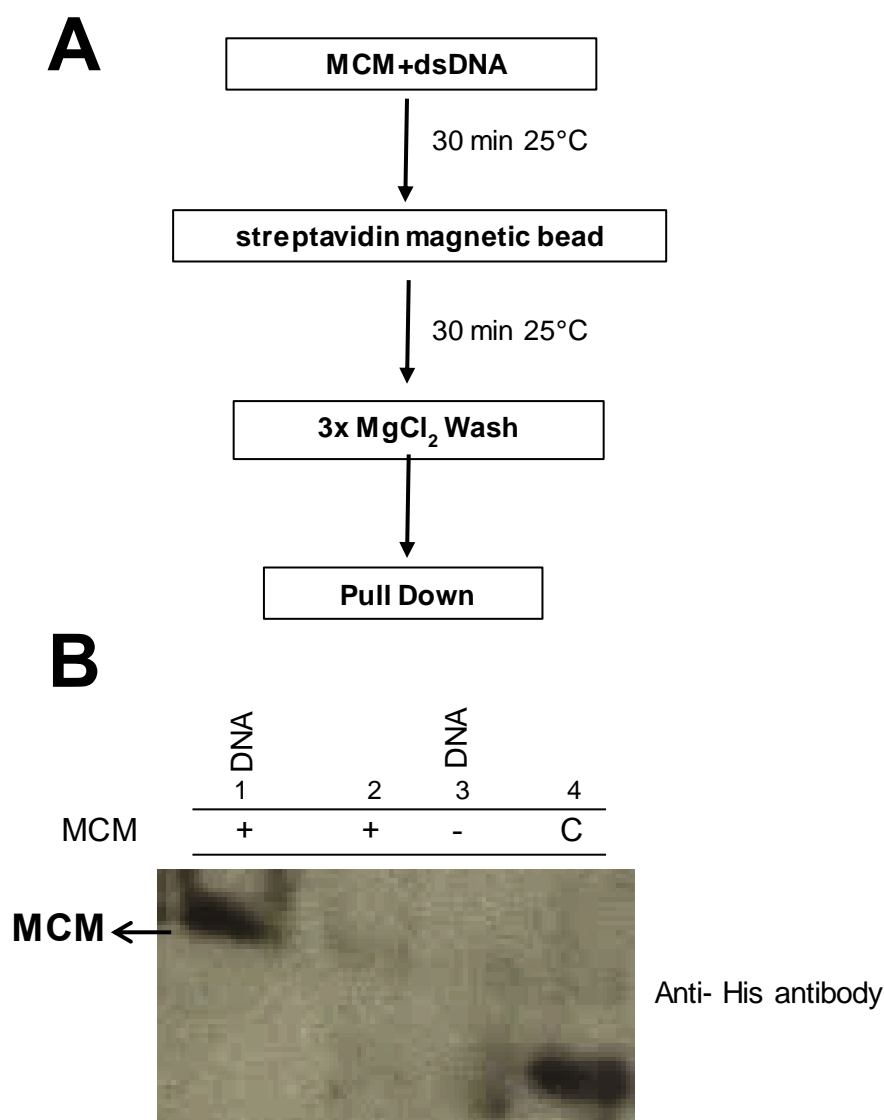 A
MCM+dsDNA
30 min 25°C
streptavidin magnetic bead
30 min 25°C
3x MgCl₂ Wash
Pull Down
B
DNA DNA
1 2 3 4
MCM + + - C
MCM
Anti- His antibody